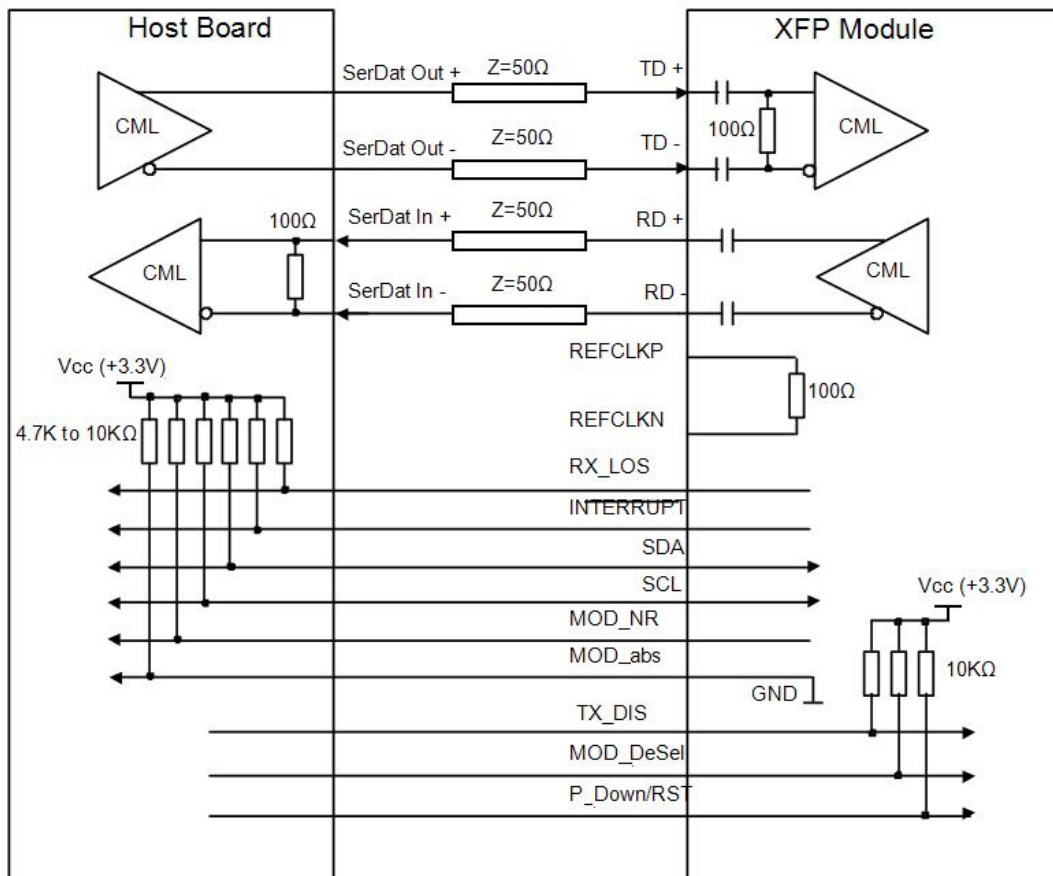 Host Board
XFP Module
SerDat Out +
Z=50Ω
TD +
CML
100Ω
CML
SerDat Out -
Z=50Ω
TD -
100Ω
SerDat In +
Z=50Ω
RD +
CML
CML
SerDat In -
Z=50Ω
RD -
REFCLKP
Vcc (+3.3V)
100Ω
4.7K to 10KΩ
REFCLKN
RX_LOS
INTERRUPT
SDA
SCL
Vcc (+3.3V)
MOD_NR
MOD_abs
10KΩ
GND
TX_DIS
MOD_DeSel
P_Down/RST